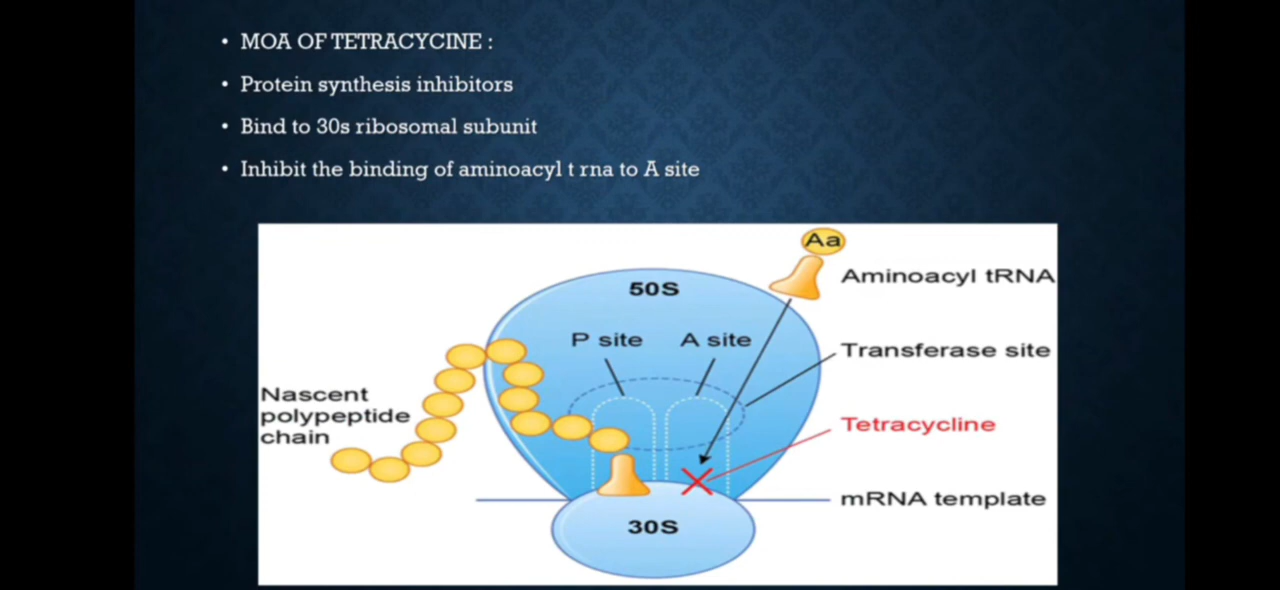 • MOA OF TETRACYCINE :
• Protein synthesis inhibitors
• Bind to 30s ribosomal subunit
• Inhibit the binding of aminoacyl t rna to A site
Aa
Aminoacyl tRNA
50S
P site
A site
Transferase site
Nascent
polypeptide
chain
Tetracycline
mRNA template
30S